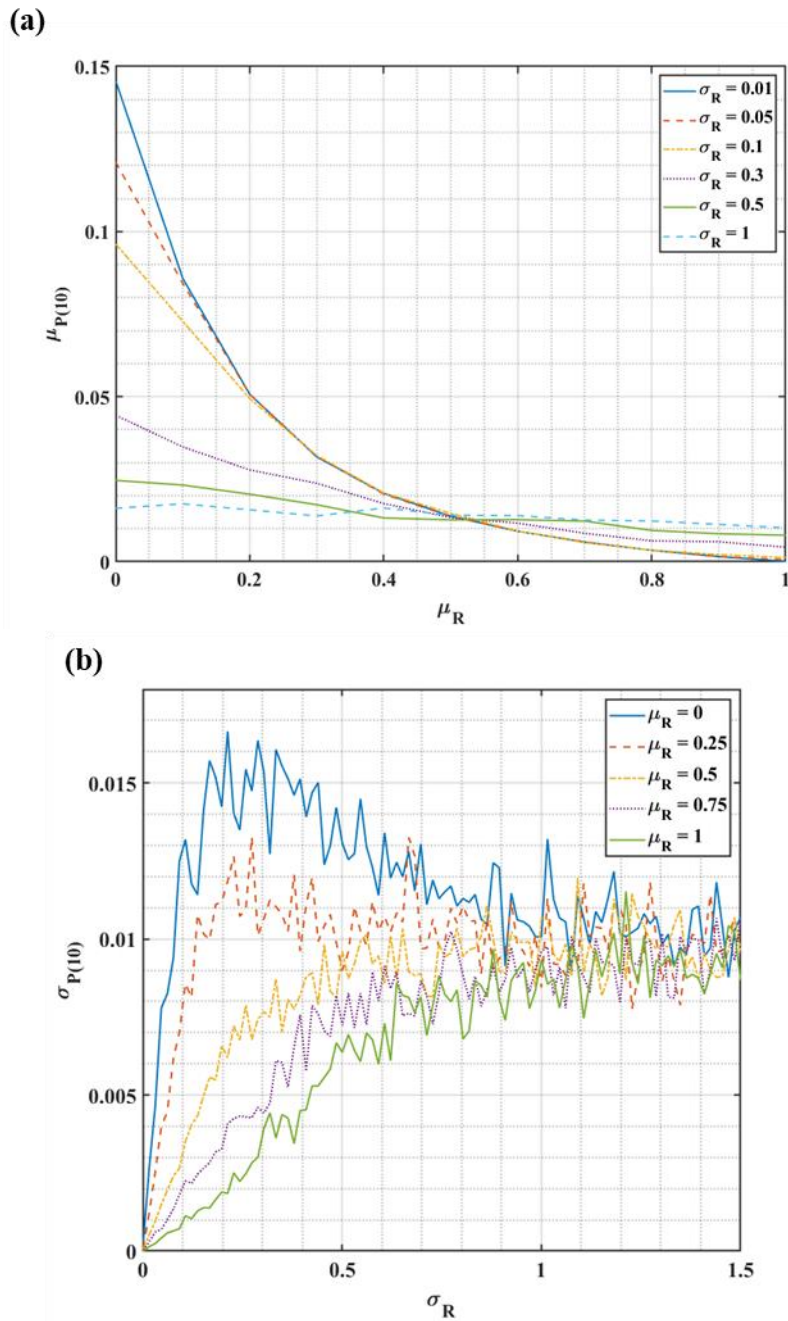 (a)
0.15
0.1
0.05
0
μP(10)
0
0.2
0.4
0.6
0.8
1
μR
σR = 0.01
σR = 0.05
σR = 0.1
σR = 0.3
σR = 0.5
σR = 1
(b)
0.015
0.01
0.005
0
σP(10)
0
0.5
1
1.5
σR
μR = 0
μR = 0.25
μR = 0.5
μR = 0.75
μR = 1